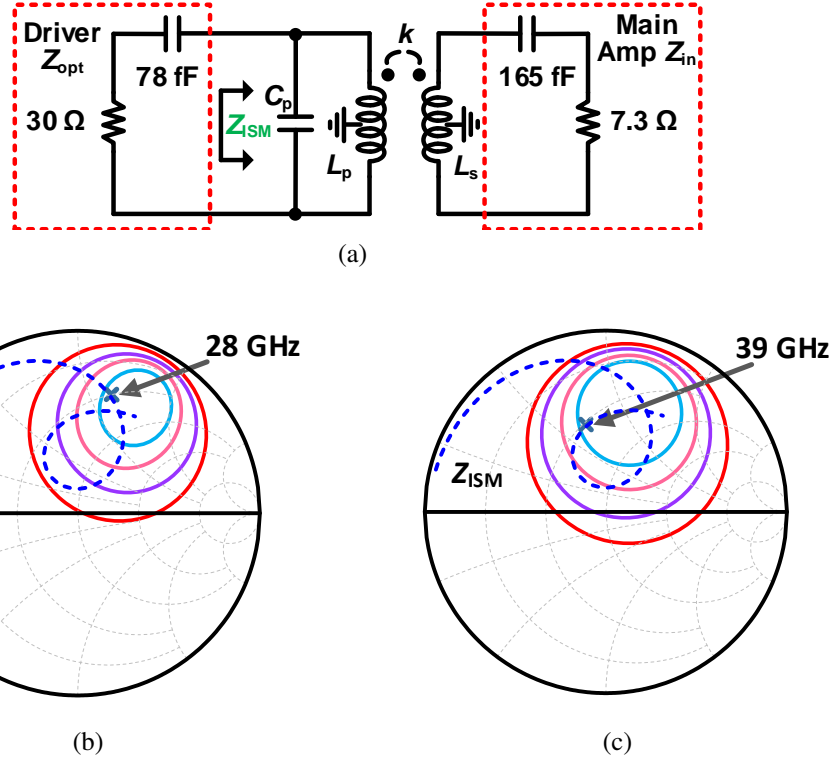 Driver
Zopt
78 fF
30 Ω
ZISM
Cp
Lp
k
Ls
165 fF
Main
Amp Zin
7.3 Ω
(a)
28 GHz
39 GHz
ZISM
(b)
(c)